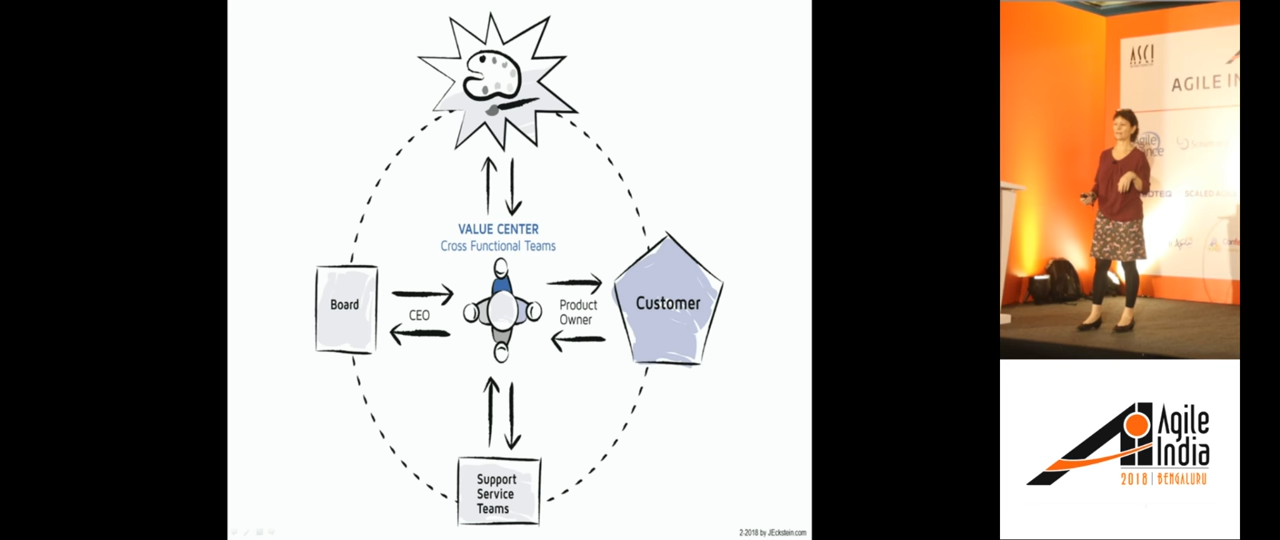 VALUE CENTER
Cross Functional Teams
Board
CEO
Product
Owner
Customer
Support
Service
Teams
2-2018 by JEckstein.com
ASCI
AGILE IN
SCALED AGILE
Agile
India
2018 | BENGALURU